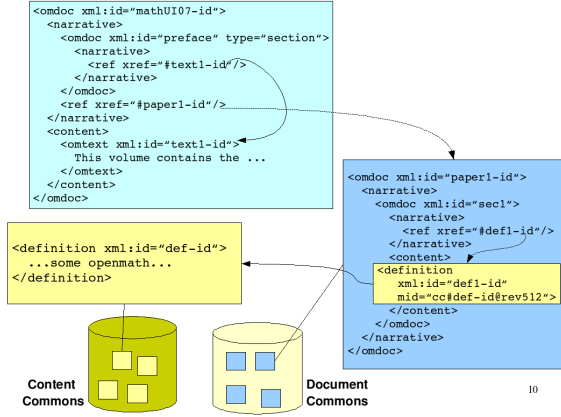 <omdoc xml:id="mathUI07-id">
<narrative>
<omdoc xml:id="preface" type="section">
<narrative>
<ref xref="#text1-id"/>
</narrative>
</omdoc>
<ref xref="#paper1-id"/>
</narrative>
<content>
<omtext xml:id="text1-id">
This volume contains the ...
</omtext>
</content>
</omdoc>
<omdoc xml:id="paper1-id">
<narrative>
<omdoc xml:id="sec1">
<narrative>
<ref xref="#def1-id"/>
</narrative>
<content>
<definition
xml:id="def1-id"
mid="cc#def-id@rev512">
</content>
</omdoc>
</narrative>
</omdoc>
<definition xml:id="def-id">
...some openmath...
</definition>
Content
Commons
Document
Commons
10